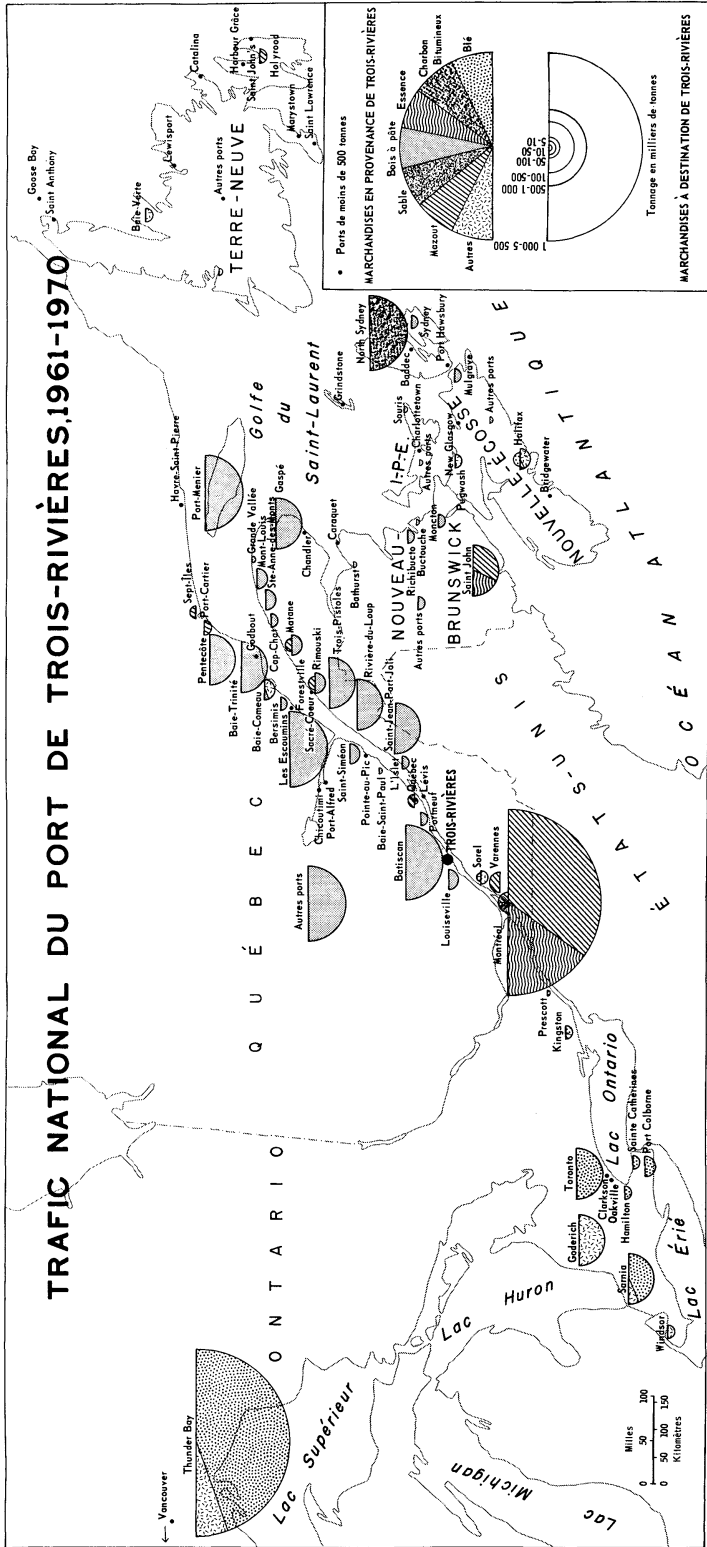 TRAFIC NATIONAL DU PORT DE TROIS-RIVIÈRES, 1961-1970
← Vancouver
Thunder Bay
Lac Supérieur
Lac Michigan
Lac Huron
Lac Érié
Lac Ontario
ONTARIO
QUÉBEC
Milles
0 50 100
0 50 100 150
Kilomètres
Windsor
Sarnia
Goderich
Toronto
Clarkson
Oakville
Hamilton
Sainte Catherines
Port Colborne
Kingston
Prescott
Montréal
Varennes
Sorel
Louiseville
TROIS-RIVIÈRES
Batiscan
Autres ports
Portneuf
Lévis
Québec
L'Islet
Saint-Jean-Port-Joli
Baie-Saint-Paul
Pointe-au-Pic
Saint-Siméon
Rivière-du-Loup
Trois-Pistoles
Chicoutimi
Port-Alfred
Les Escoumins
Sacré-Coeur
Rimouski
Forestville
Bersimis
Matane
Baie-Comeau
Cap-Chat
Ste-Anne-des-Monts
Mont-Louis
Grande Vallée
Godbout
Baie-Trinité
Pentecôte
Port-Cartier
Sept-Îles
Havre-Saint-Pierre
Port-Menier
Gaspé
Chandler
Caraquet
Bathurst
Golfe du Saint-Laurent
Grindstone
NOUVEAU-BRUNSWICK
Autres ports
Richibucto
Buctouche
Moncton
Saint John
I-P-E.
Souris
Charlottetown
Autres ports
NOUVELLE-ÉCOSSE
Pugwash
New Glasgow
Mulgrave
Autres ports
Halifax
Bridgewater
North Sydney
Sydney
Baddec
Port Hawsbury
ÉTATS-UNIS
OCÉAN ATLANTIQUE
TERRE-NEUVE
Goose Bay
Saint Anthony
Baie-Verte
Lewisport
Autres ports
Catalina
Harbour Grâce
Saint John's
Holyrood
Marystown
Saint Lawrence
• Ports de moins de 500 tonnes
MARCHANDISES EN PROVENANCE DE TROIS-RIVIÈRES
Autres
Mazout
Sable
Bois à pâte
Essence
Charbon Bitumineux
Blé
5-10
10-50
50-100
100-500
500-1 000
1 000-5 500
Tonnage en milliers de tonnes
MARCHANDISES À DESTINATION DE TROIS-RIVIÈRES